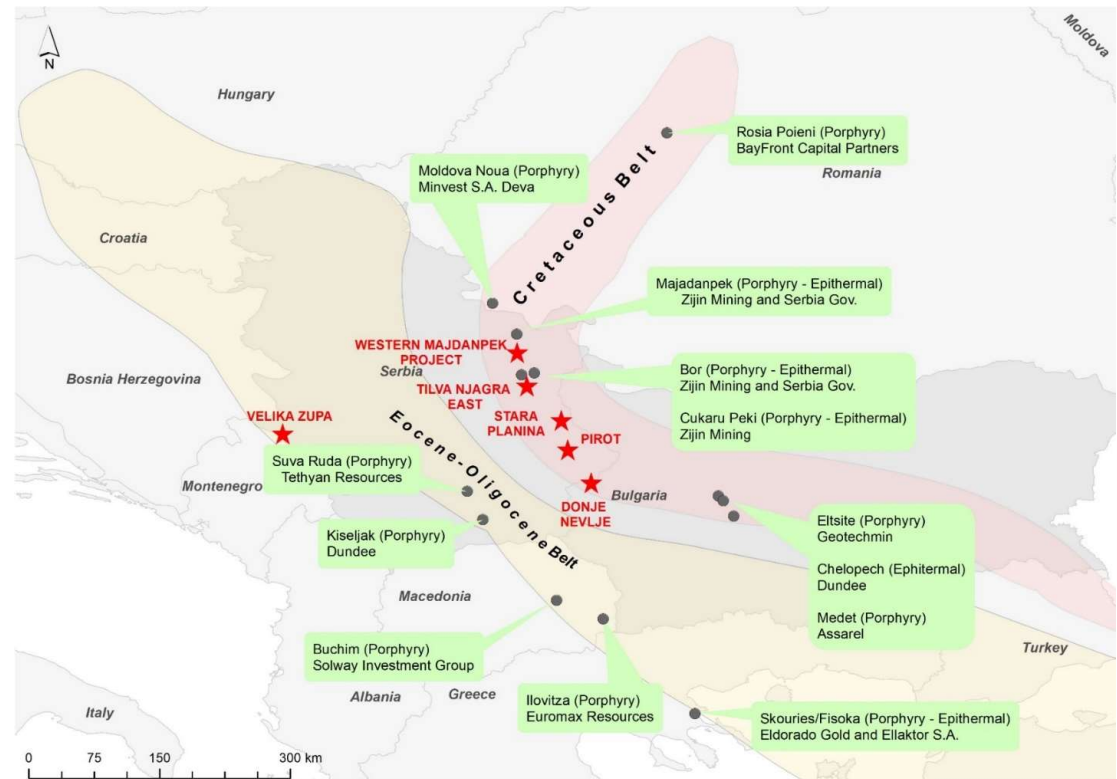 N
Moldova
Hungary
Rosia Poieni (Porphyry)
BayFront Capital Partners
Moldova Noua (Porphyry)
Minvest S.A. Deva
Romania
Cretaceous Belt
Croatia
Majadanpek (Porphyry - Epithermal)
Zijin Mining and Serbia Gov.
WESTERN MAJDANPEK
PROJECT
Serbia
Bosnia Herzegovina
TILVA NJAGRA
EAST
Bor (Porphyry - Epithermal)
Zijin Mining and Serbia Gov.
Cukaru Peki (Porphyry - Epithermal)
Zijin Mining
VELIKA ZUPA
STARA
PLANINA
PIROT
Eocene-Oligocene Belt
Suva Ruda (Porphyry)
Tethyan Resources
Montenegro
Bulgaria
DONJE
NEVLJE
Kiseljak (Porphyry)
Dundee
Eltsite (Porphyry)
Geotechmin
Chelopech (Ephitermal)
Dundee
Medet (Porphyry)
Assarel
Macedonia
Buchim (Porphyry)
Solway Investment Group
Turkey
Albania
Greece
Ilovitza (Porphyry)
Euromax Resources
Italy
Skouries/Fisoka (Porphyry - Epithermal)
Eldorado Gold and Ellaktor S.A.
0 75 150 300 km